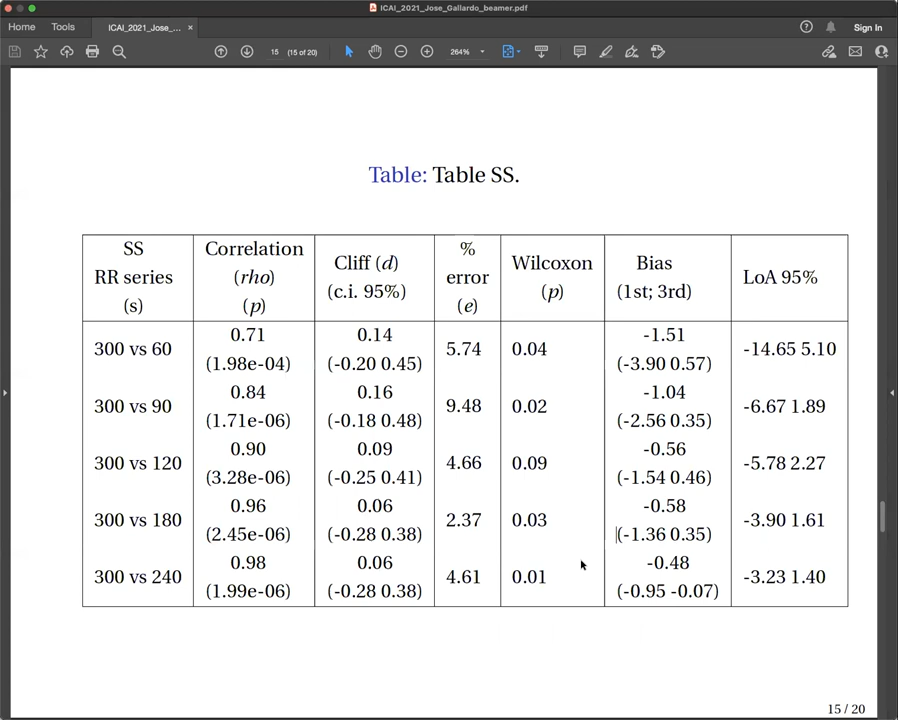 ICAI_2021_Jose_Gallardo_beamer.pdf
Home Tools ICAI_2021_Jose_... × Sign In
15 (15 of 20) 264%
Table: Table SS.
SS RR series (s) Correlation (rho) (p) Cliff (d) (c.i. 95%) % error (e) Wilcoxon (p) Bias (1st; 3rd) LoA 95%
300 vs 60 0.71 (1.98e-04) 0.14 (-0.20 0.45) 5.74 0.04 -1.51 (-3.90 0.57) -14.65 5.10
300 vs 90 0.84 (1.71e-06) 0.16 (-0.18 0.48) 9.48 0.02 -1.04 (-2.56 0.35) -6.67 1.89
300 vs 120 0.90 (3.28e-06) 0.09 (-0.25 0.41) 4.66 0.09 -0.56 (-1.54 0.46) -5.78 2.27
300 vs 180 0.96 (2.45e-06) 0.06 (-0.28 0.38) 2.37 0.03 -0.58 (-1.36 0.35) -3.90 1.61
300 vs 240 0.98 (1.99e-06) 0.06 (-0.28 0.38) 4.61 0.01 -0.48 (-0.95 -0.07) -3.23 1.40
15 / 20